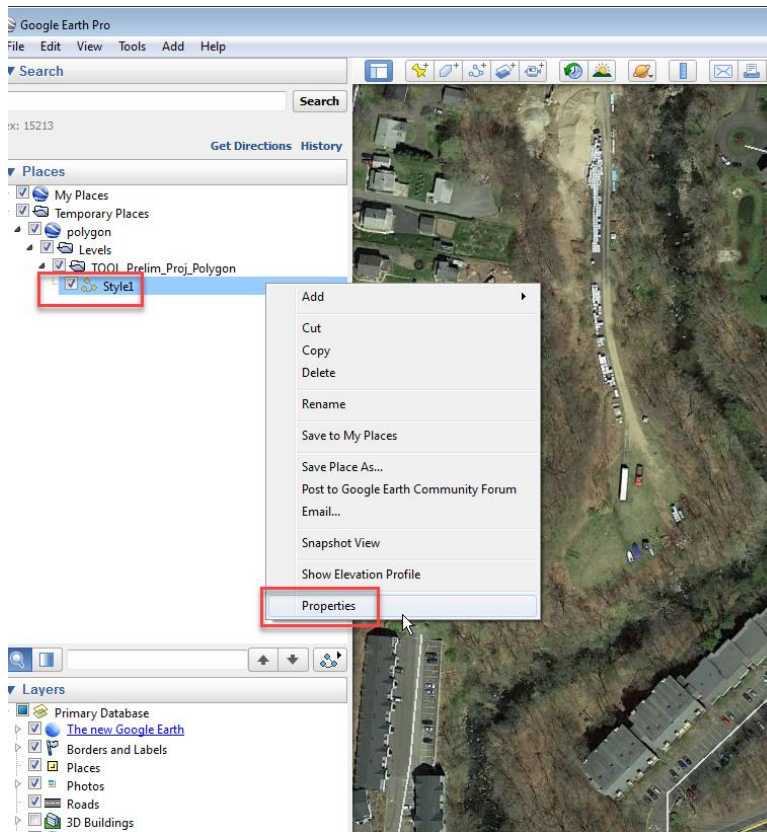 Google Earth Pro
File Edit View Tools Add Help
Search
Search
ex: 15213
Get Directions History
Places
My Places
Temporary Places
polygon
Levels
TOOL_Prelim_Proj_Polygon
Style1
Add
Cut
Copy
Delete
Rename
Save to My Places
Save Place As...
Post to Google Earth Community Forum
Email...
Snapshot View
Show Elevation Profile
Properties
Layers
Primary Database
The new Google Earth
Borders and Labels
Places
Photos
Roads
3D Buildings